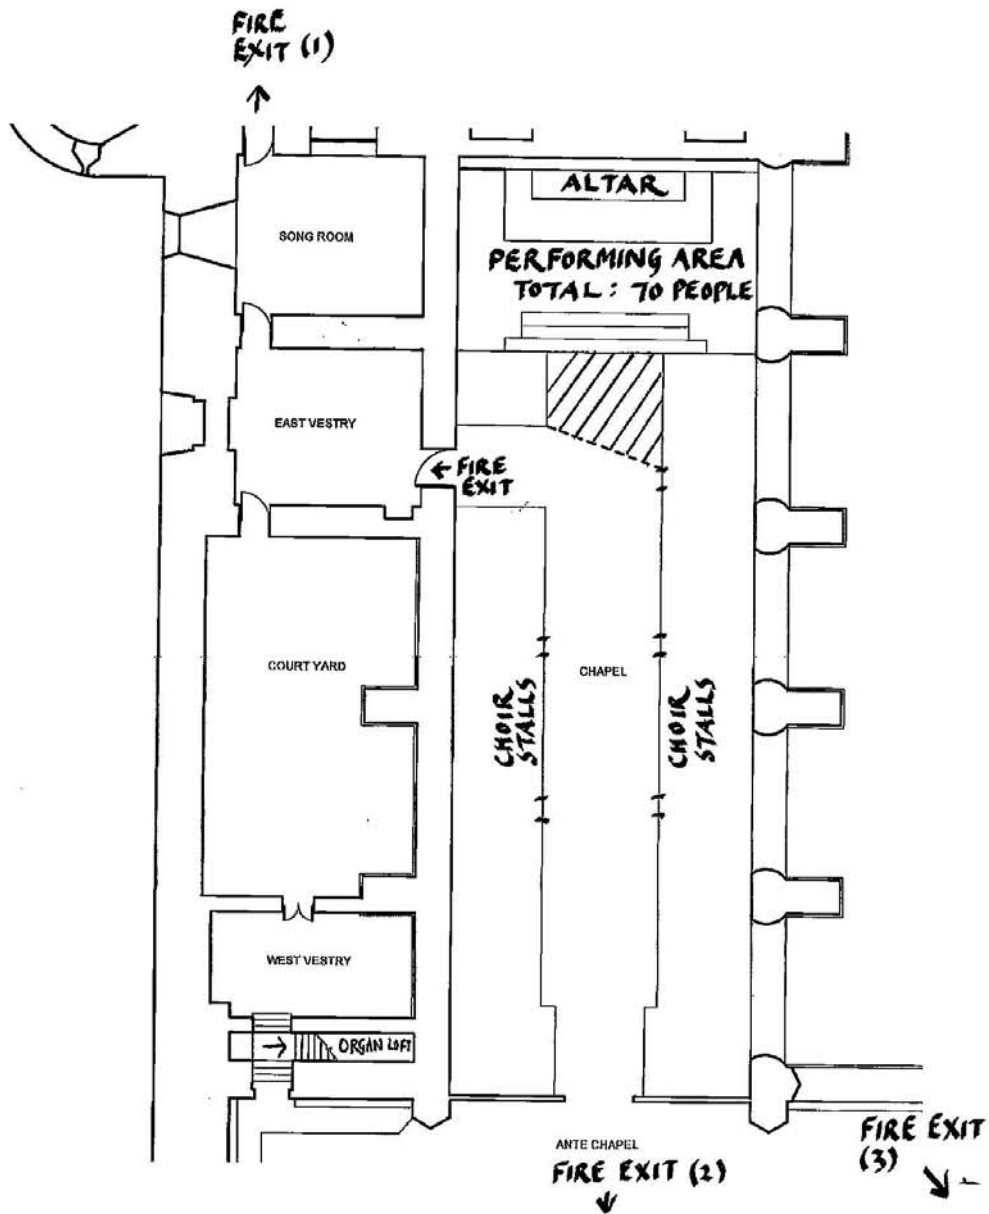 FIRE
EXIT (1)
ALTAR
SONG ROOM
PERFORMING AREA
TOTAL: 70 PEOPLE
EAST VESTRY
← FIRE
EXIT
COURT YARD
CHAPEL
CHOIR
STALLS
CHOIR
STALLS
WEST VESTRY
ORGAN LOFT
ANTE CHAPEL
FIRE EXIT (2)
FIRE EXIT
(3)